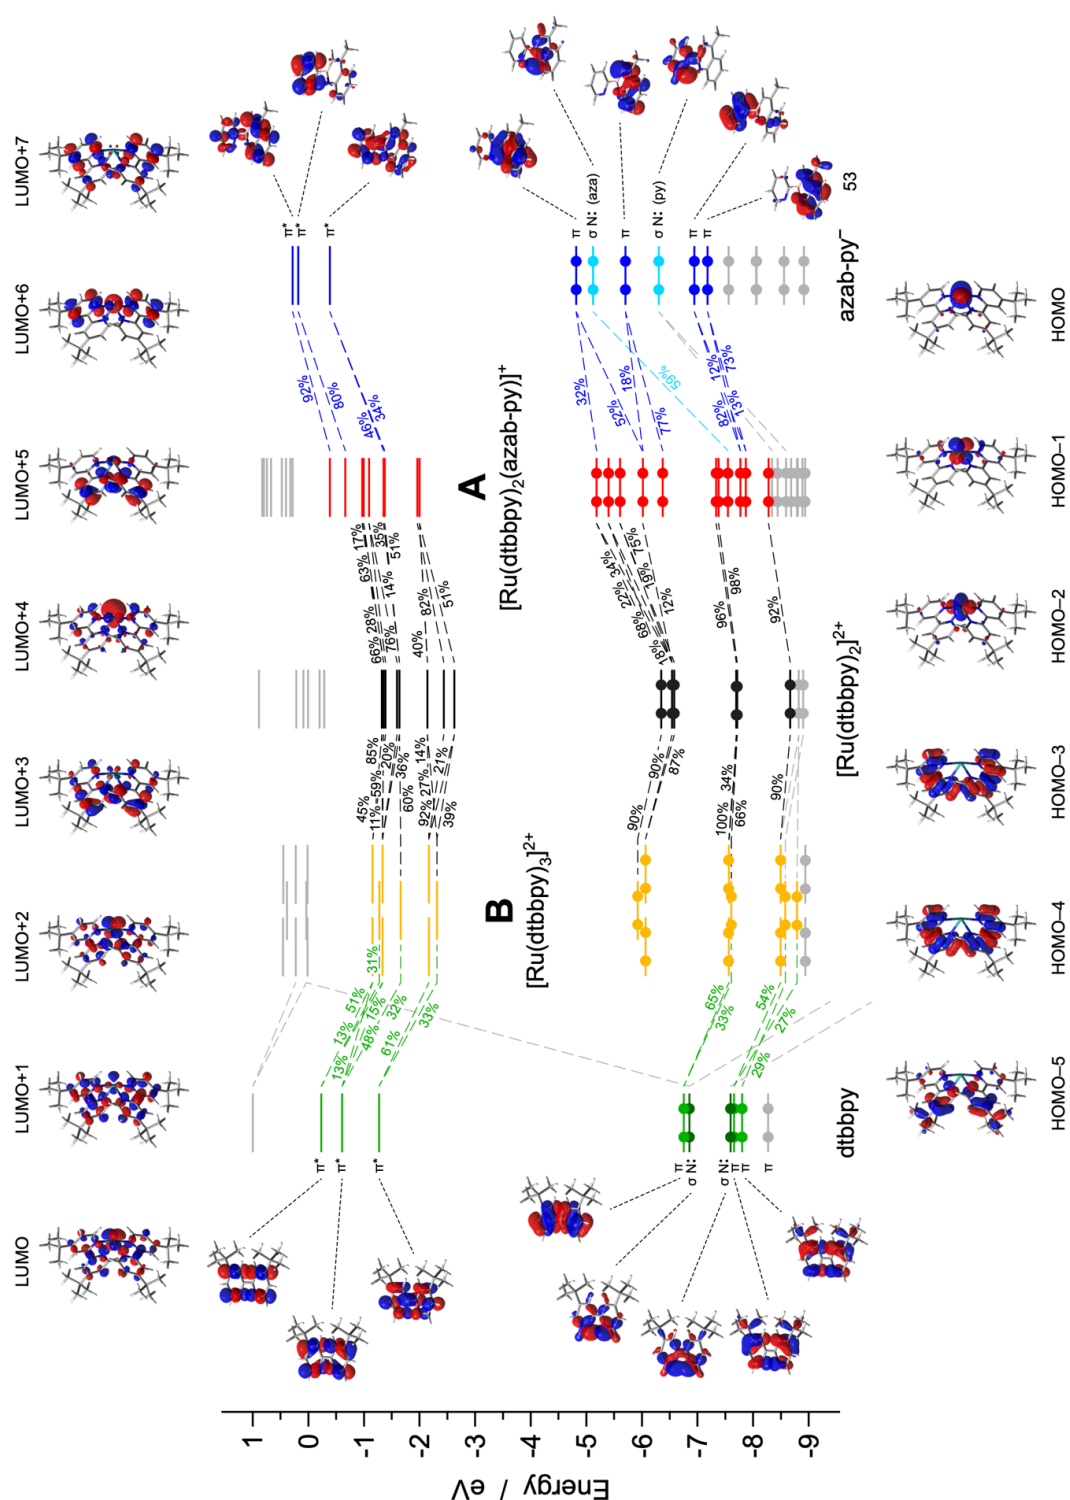 LUMO
LUMO+1
LUMO+2
LUMO+3
LUMO+4
LUMO+5
LUMO+6
LUMO+7
Energy / eV
1
0
-1
-2
-3
-4
-5
-6
-7
-8
-9
π*
π*
π*
π
σ N:
σ N:
π
π
π
dtbbpy
13%
51%
31%
13%
48%
15%
32%
61%
33%
65%
33%
54%
27%
29%
B
[Ru(dtbbpy)₃]²⁺
45%
11%
59%
85%
20%
60%
36%
92%
27%
14%
39%
21%
90%
90%
87%
100%
34%
66%
90%
[Ru(dtbbpy)₂]²⁺
66%
28%
63%
17%
76%
14%
35%
51%
40%
82%
51%
18%
68%
22%
34%
12%
19%
75%
96%
98%
92%
A
[Ru(dtbbpy)₂(azab-py)]⁺
92%
80%
46%
34%
32%
52%
18%
77%
59%
82%
12%
13%
73%
azab-py⁻
π*
π*
π*
π
σ N: (aza)
π
σ N: (py)
π
π
53
HOMO–5
HOMO–4
HOMO–3
HOMO–2
HOMO–1
HOMO